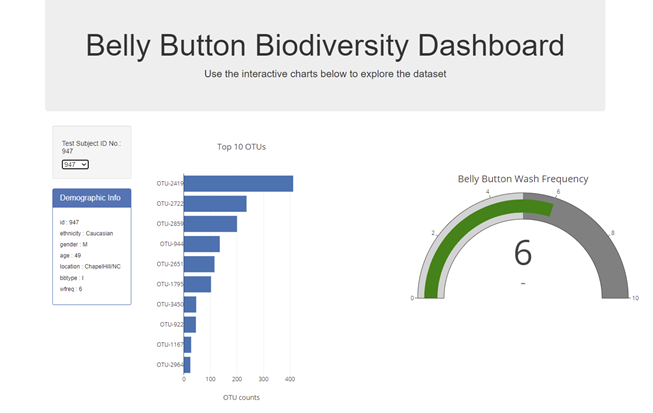 Belly Button Biodiversity Dashboard
Use the interactive charts below to explore the dataset
Test Subject ID No.:
947
947
Demographic Info
id : 947
ethnicity : Caucasian
gender : M
age : 49
location : ChapelHill/NC
bbtype : I
wfreq : 6
Top 10 OTUs
OTU-2419
OTU-2722
OTU-2859
OTU-944
OTU-2651
OTU-1795
OTU-3450
OTU-922
OTU-1167
OTU-2964
0 100 200 300 400
OTU counts
Belly Button Wash Frequency
0 2 4 6 8 10
6
-